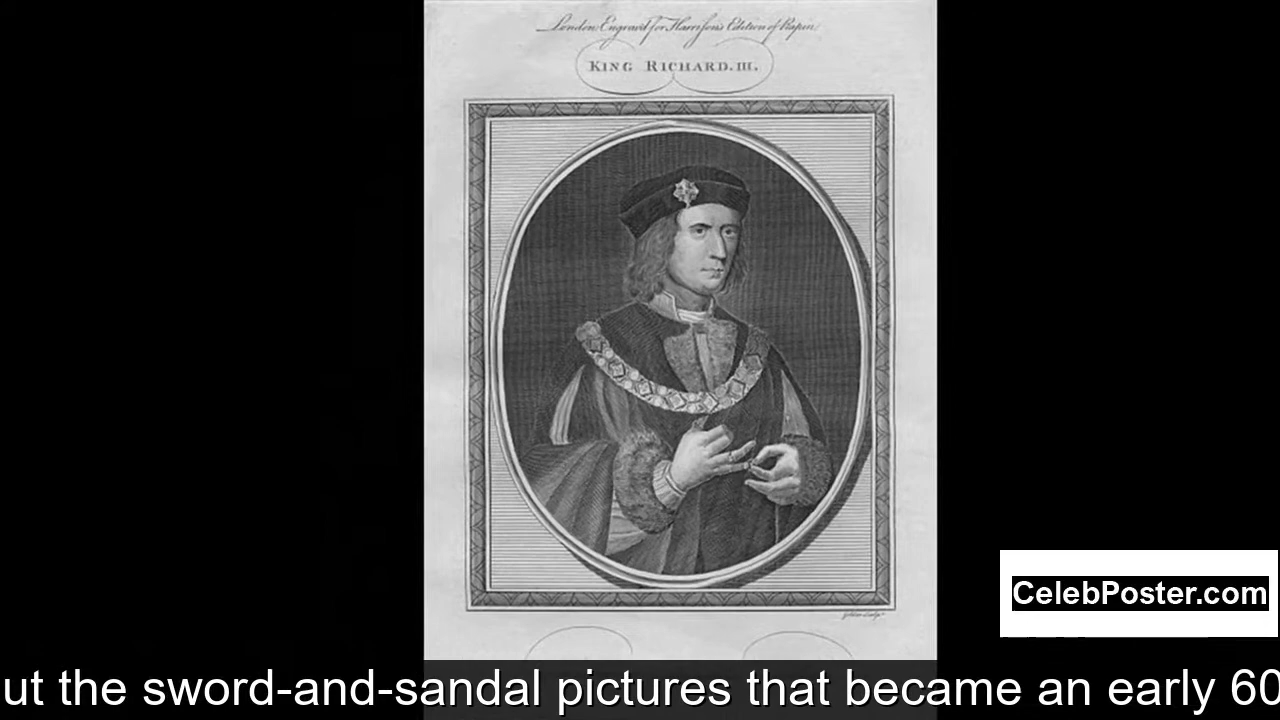 London Engrav'd for Harrison's Edition of Rapin.
KING RICHARD. III.
CelebPoster.com
ut the sword-and-sandal pictures that became an early 60